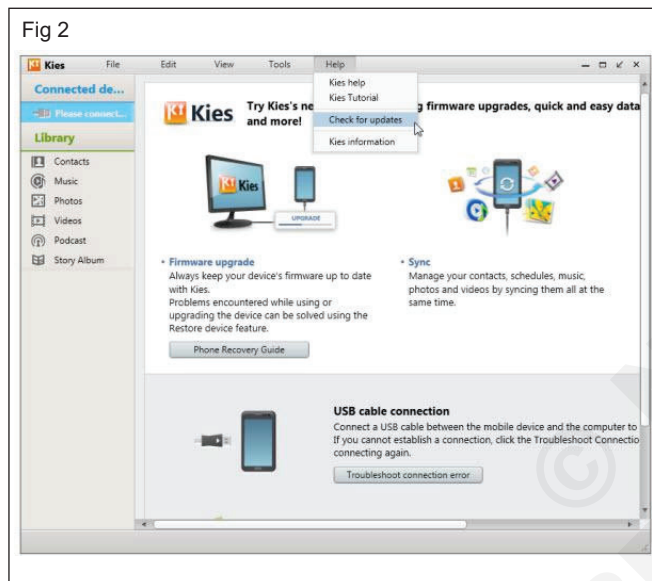 Fig 2
Kies File Edit View Tools Help
Connected de...
Please connect...
Library
Contacts
Music
Photos
Videos
Podcast
Story Album
Kies help
Kies Tutorial
Check for updates
Kies information
Kies
Try Kies's ne g firmware upgrades, quick and easy data
and more!
Kies
UPGRADE
• Firmware upgrade
Always keep your device's firmware up to date
with Kies.
Problems encountered while using or
upgrading the device can be solved using the
Restore device feature.
Phone Recovery Guide
• Sync
Manage your contacts, schedules, music,
photos and videos by syncing them all at the
same time.
USB cable connection
Connect a USB cable between the mobile device and the computer to
If you cannot establish a connection, click the Troubleshoot Connectio
connecting again.
Troubleshoot connection error